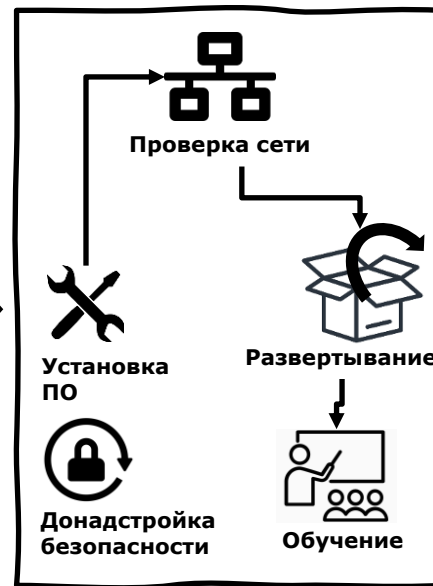 Проверка сети
Установка
ПО
Развертывание
Донадстройка
безопасности
Обучение